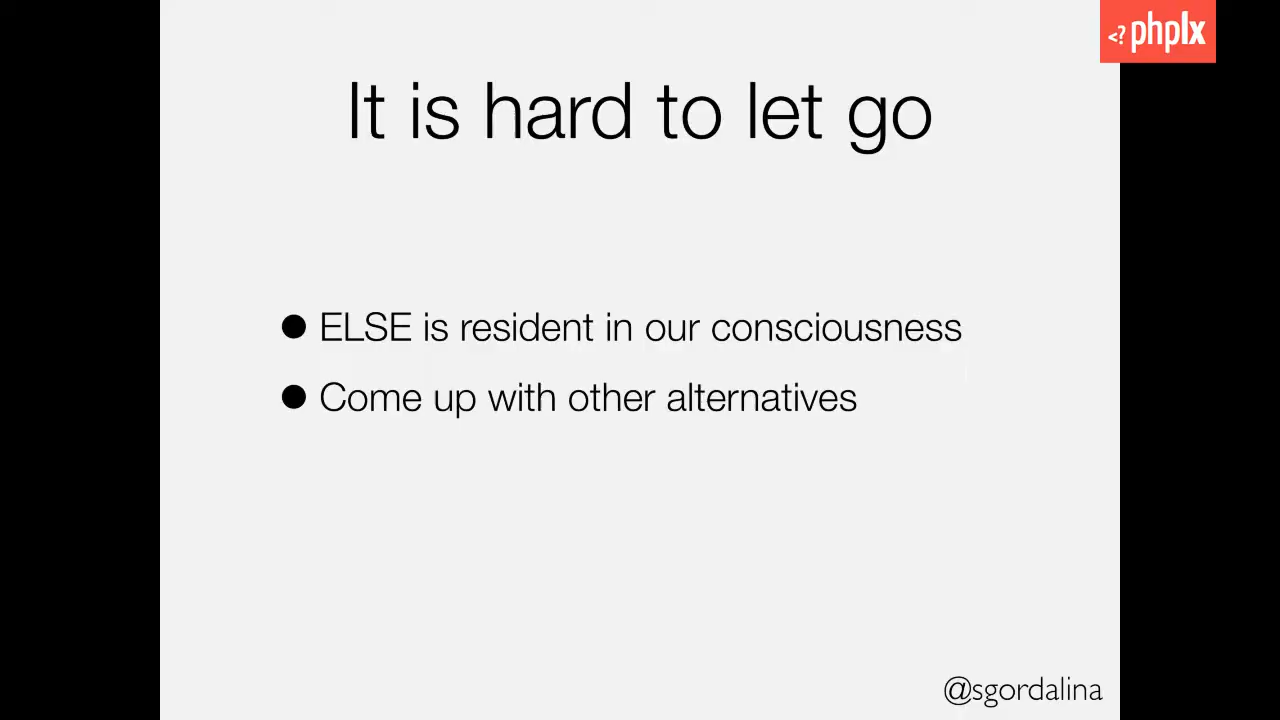 <? phplx
It is hard to let go
● ELSE is resident in our consciousness
● Come up with other alternatives
@sgordalina